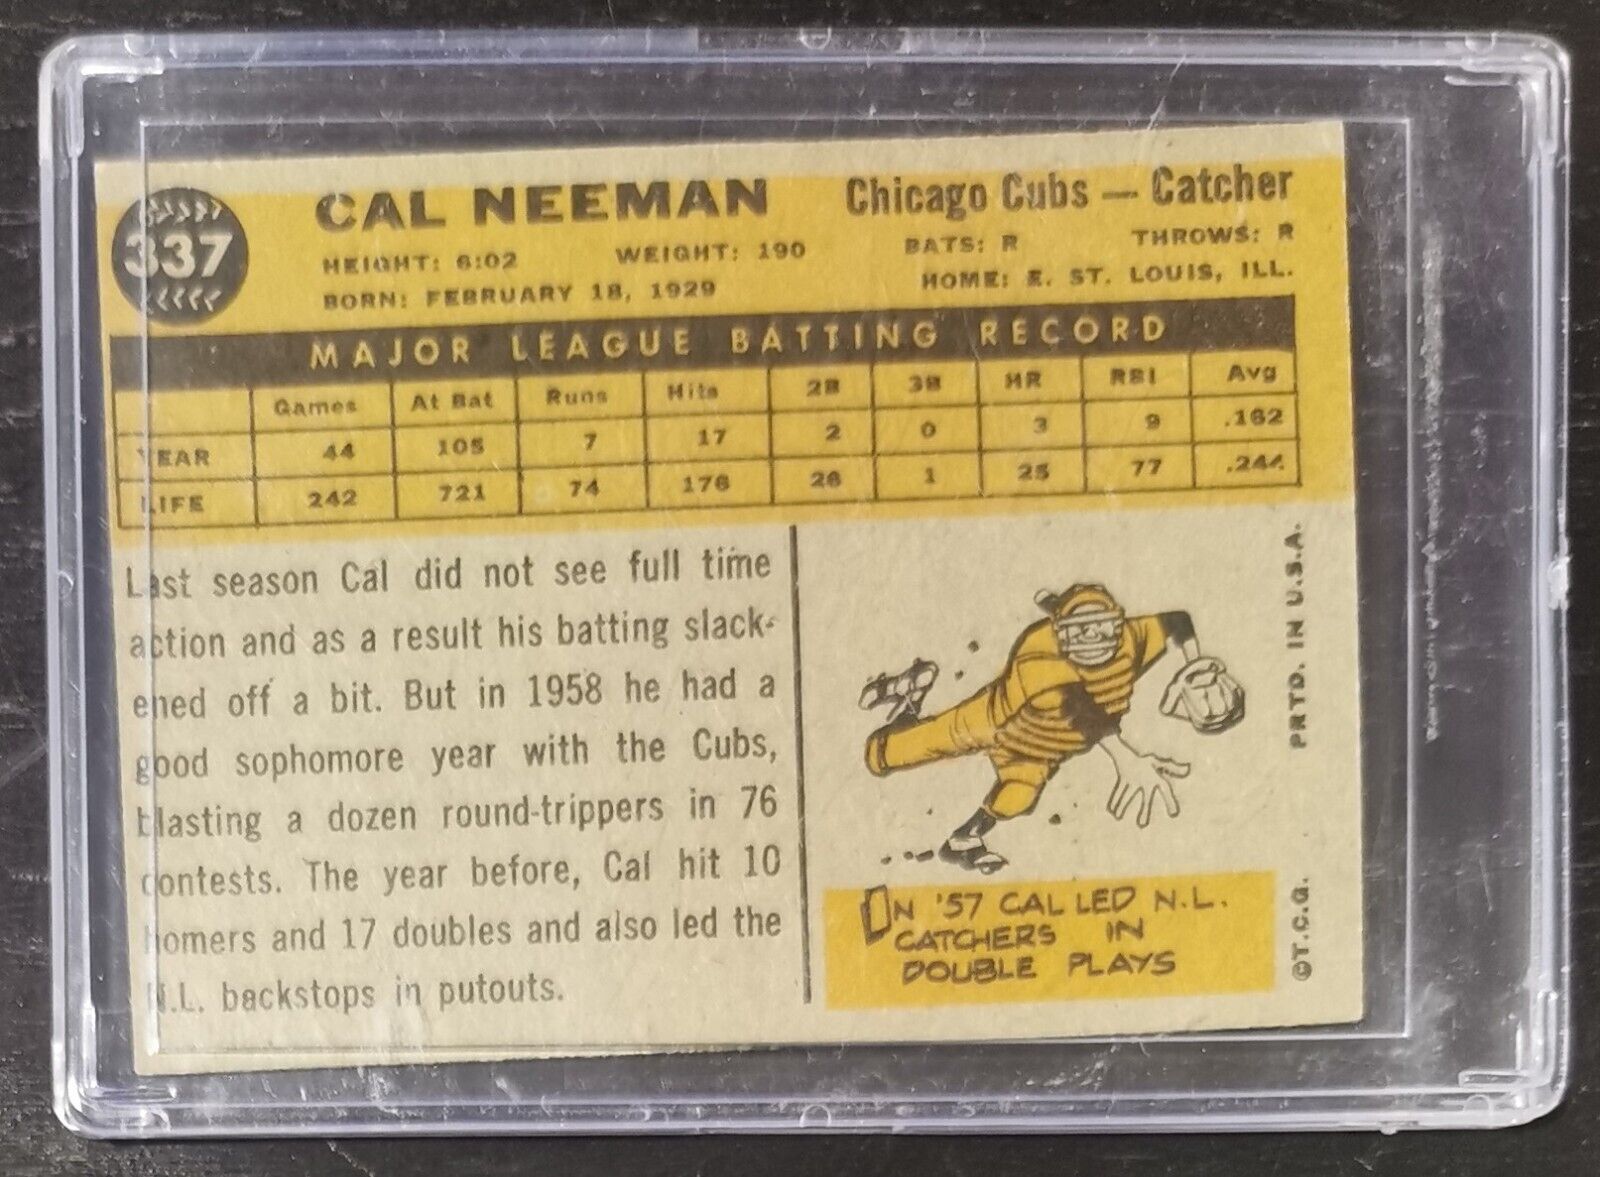 337
CAL NEEMAN Chicago Cubs — Catcher
HEIGHT: 6:02 WEIGHT: 190 BATS: R THROWS: R
BORN: FEBRUARY 18, 1929 HOME: E. ST. LOUIS, ILL.
MAJOR LEAGUE BATTING RECORD
Games At Bat Runs Hits 2B 3B HR RBI Avg
YEAR 44 105 7 17 2 0 3 9 .162
LIFE 242 721 74 176 26 1 25 77 .244
Last season Cal did not see full time
action and as a result his batting slack-
ened off a bit. But in 1958 he had a
good sophomore year with the Cubs,
blasting a dozen round-trippers in 76
contests. The year before, Cal hit 10
homers and 17 doubles and also led the
N.L. backstops in putouts.
IN '57 CAL LED N.L.
CATCHERS IN
DOUBLE PLAYS
©T.C.G. PRTD. IN U.S.A.